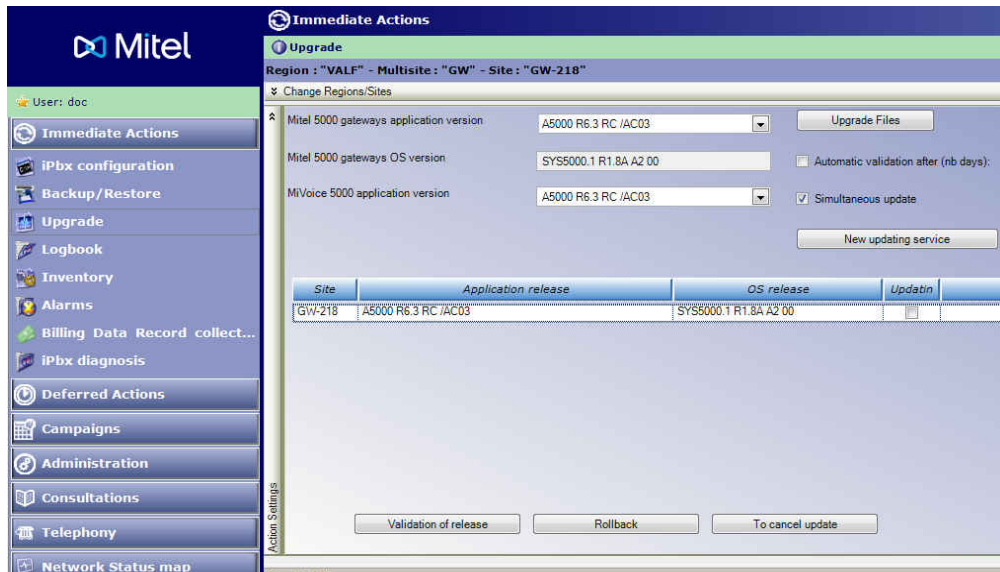 Mitel
User: doc
Immediate Actions
iPbx configuration
Backup/Restore
Upgrade
Logbook
Inventory
Alarms
Billing Data Record collect...
iPbx diagnosis
Deferred Actions
Campaigns
Administration
Consultations
Telephony
Network Status map
Immediate Actions
Upgrade
Region : "VALF" - Multisite : "GW" - Site : "GW-218"
Change Regions/Sites
Action Settings
Mitel 5000 gateways application version A5000 R6.3 RC /AC03 Upgrade Files
Mitel 5000 gateways OS version SYS5000.1 R1.8A A2 00 Automatic validation after (nb days):
MiVoice 5000 application version A5000 R6.3 RC /AC03 Simultaneous update
New updating service
Site Application release OS release Updatin
GW-218 A5000 R6.3 RC /AC03 SYS5000.1 R1.8A A2 00
Validation of release Rollback To cancel update